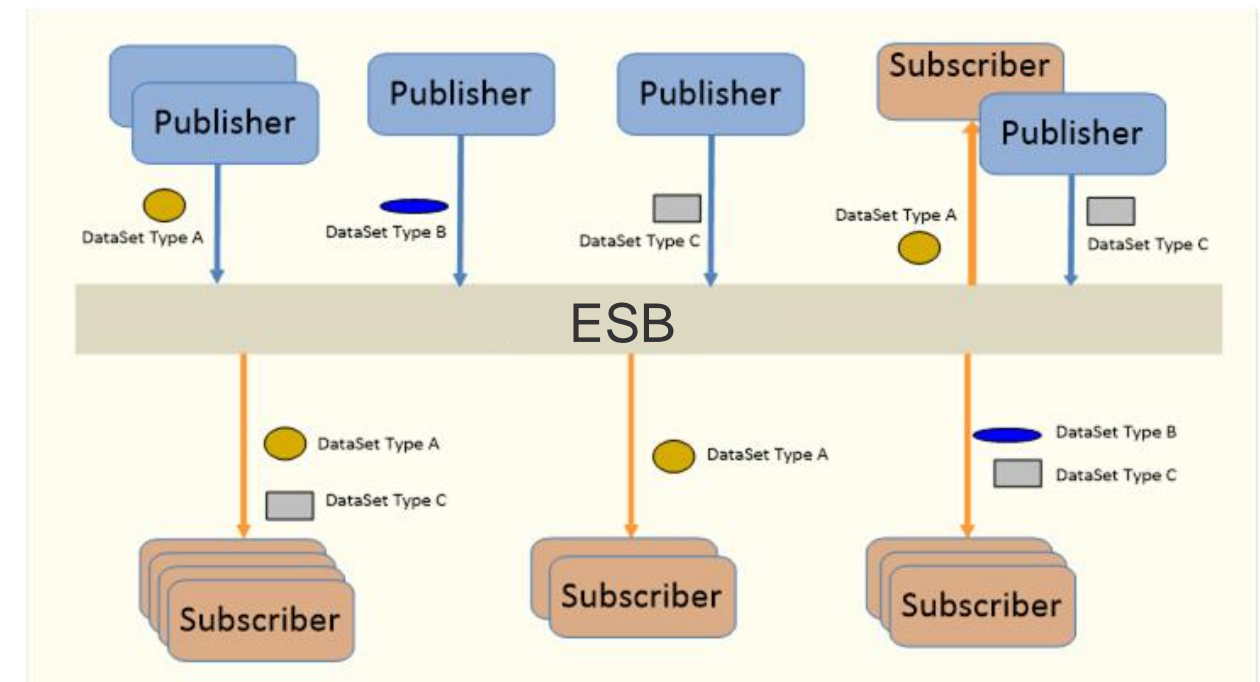 Publisher
Publisher
Publisher
Subscriber
Publisher
DataSet Type A
DataSet Type B
DataSet Type C
DataSet Type A
DataSet Type C
ESB
DataSet Type A
DataSet Type C
DataSet Type A
DataSet Type B
DataSet Type C
Subscriber
Subscriber
Subscriber